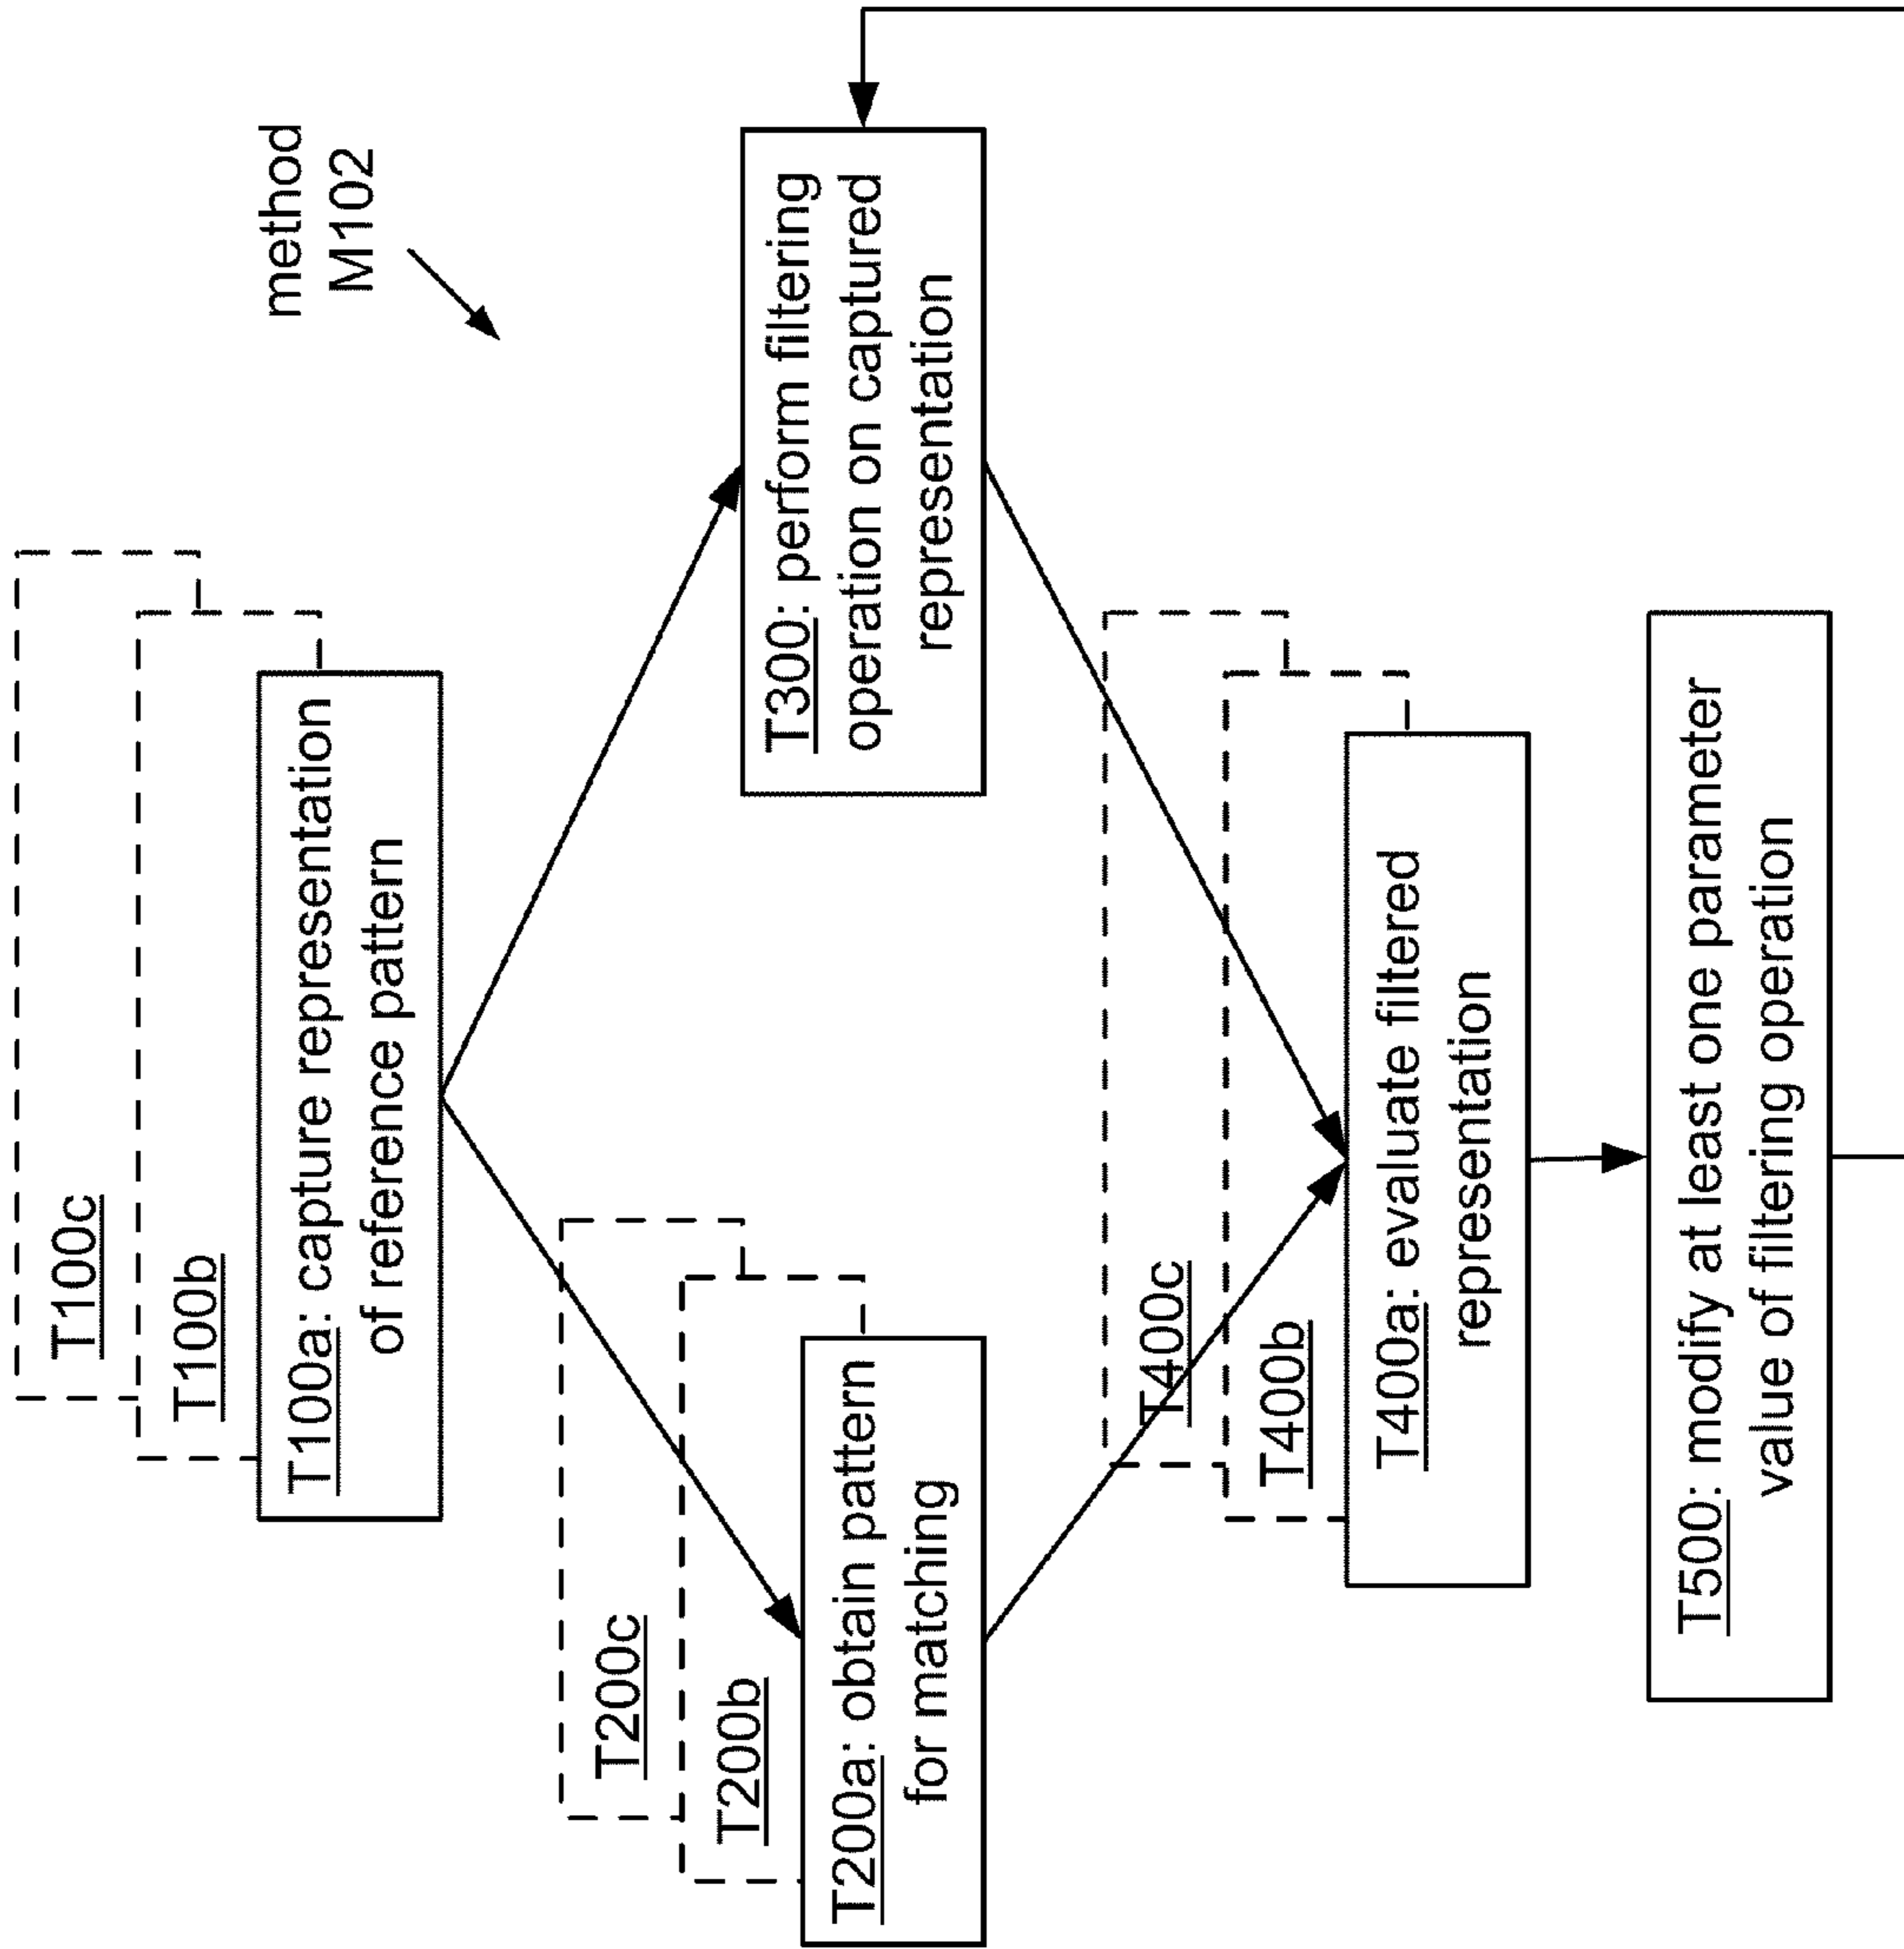 method
M102
T100c
T100b
T100a: capture representation
of reference pattern
T200c
T200b
T200a: obtain pattern
for matching
T300: perform filtering
operation on captured
representation
T400c
T400b
T400a: evaluate filtered
representation
T500: modify at least one parameter
value of filtering operation